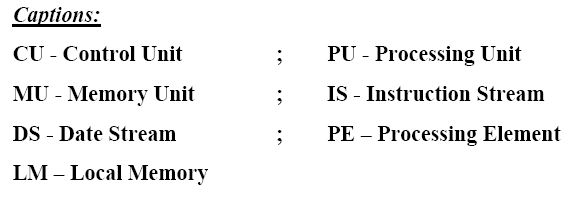 Captions:
CU - Control Unit ; PU - Processing Unit
MU - Memory Unit ; IS - Instruction Stream
DS - Date Stream ; PE – Processing Element
LM – Local Memory